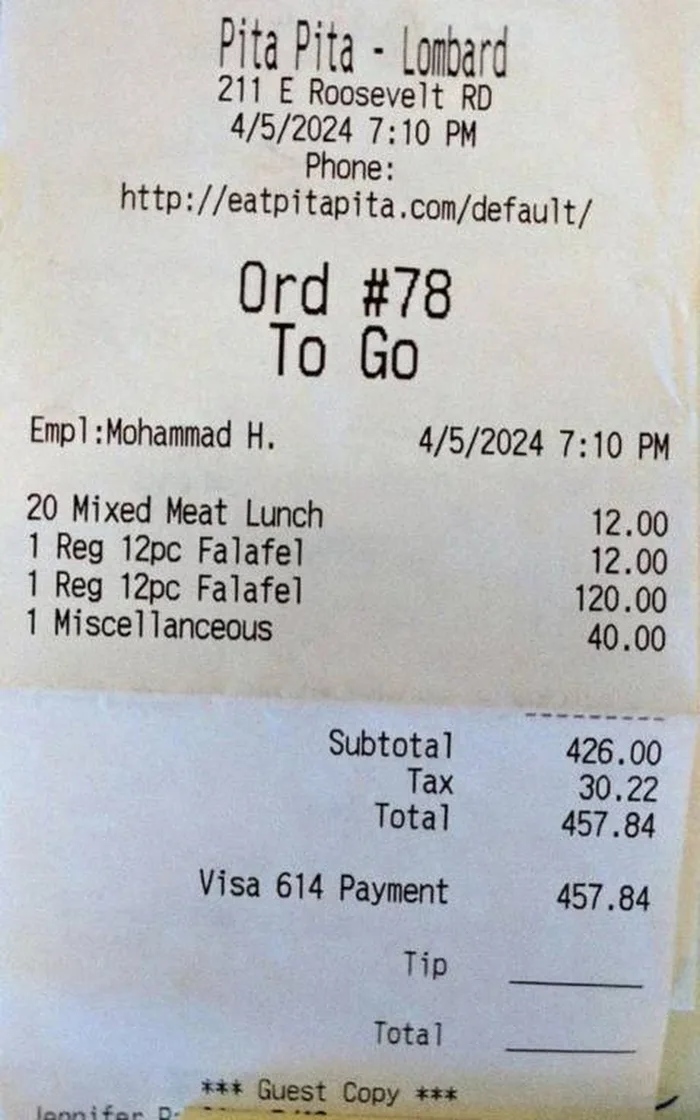 Pita Pita - Lombard
211 E Roosevelt RD
4/5/2024 7:10 PM
Phone:
http://eatpitapita.com/default/
Ord #78
To Go
Empl:Mohammad H. 4/5/2024 7:10 PM
20 Mixed Meat Lunch 12.00
1 Reg 12pc Falafel 12.00
1 Reg 12pc Falafel 120.00
1 Miscellanceous 40.00
Subtotal 426.00
Tax 30.22
Total 457.84
Visa 614 Payment 457.84
Tip
Total
*** Guest Copy ***
Jennifer